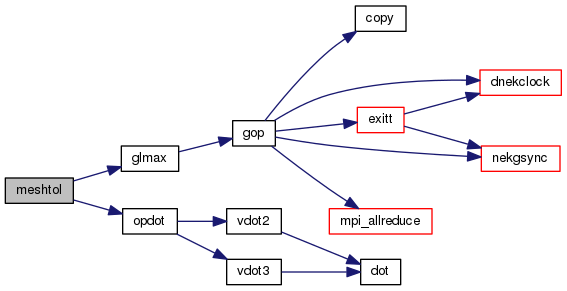 copy
dnekclock
exitt
gop
glmax
nekgsync
meshtol
opdot
vdot2
mpi_allreduce
vdot3
dot